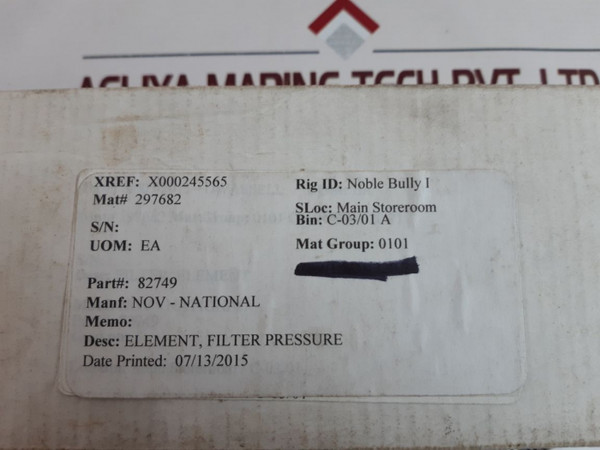 XREF: X000245565
Mat# 297682
S/N:
UOM: EA
Part#: 82749
Manf: NOV - NATIONAL
Memo:
Desc: ELEMENT, FILTER PRESSURE
Date Printed: 07/13/2015
Rig ID: Noble Bully I
SLoc: Main Storeroom
Bin: C-03/01 A
Mat Group: 0101